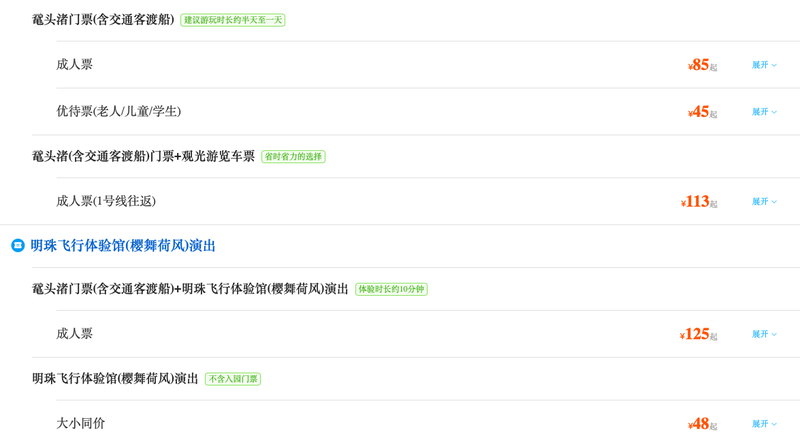 鼋头渚门票(含交通客渡船) 建议游玩时长约半天至一天
成人票 ¥85起 展开
优待票(老人/儿童/学生) ¥45起 展开
鼋头渚(含交通客渡船)门票+观光游览车票 省时省力的选择
成人票(1号线往返) ¥113起 展开
明珠飞行体验馆(樱舞荷风)演出
鼋头渚门票(含交通客渡船)+明珠飞行体验馆(樱舞荷风)演出 体验时长约10分钟
成人票 ¥125起 展开
明珠飞行体验馆(樱舞荷风)演出 不含入园门票
大小同价 ¥48起 展开